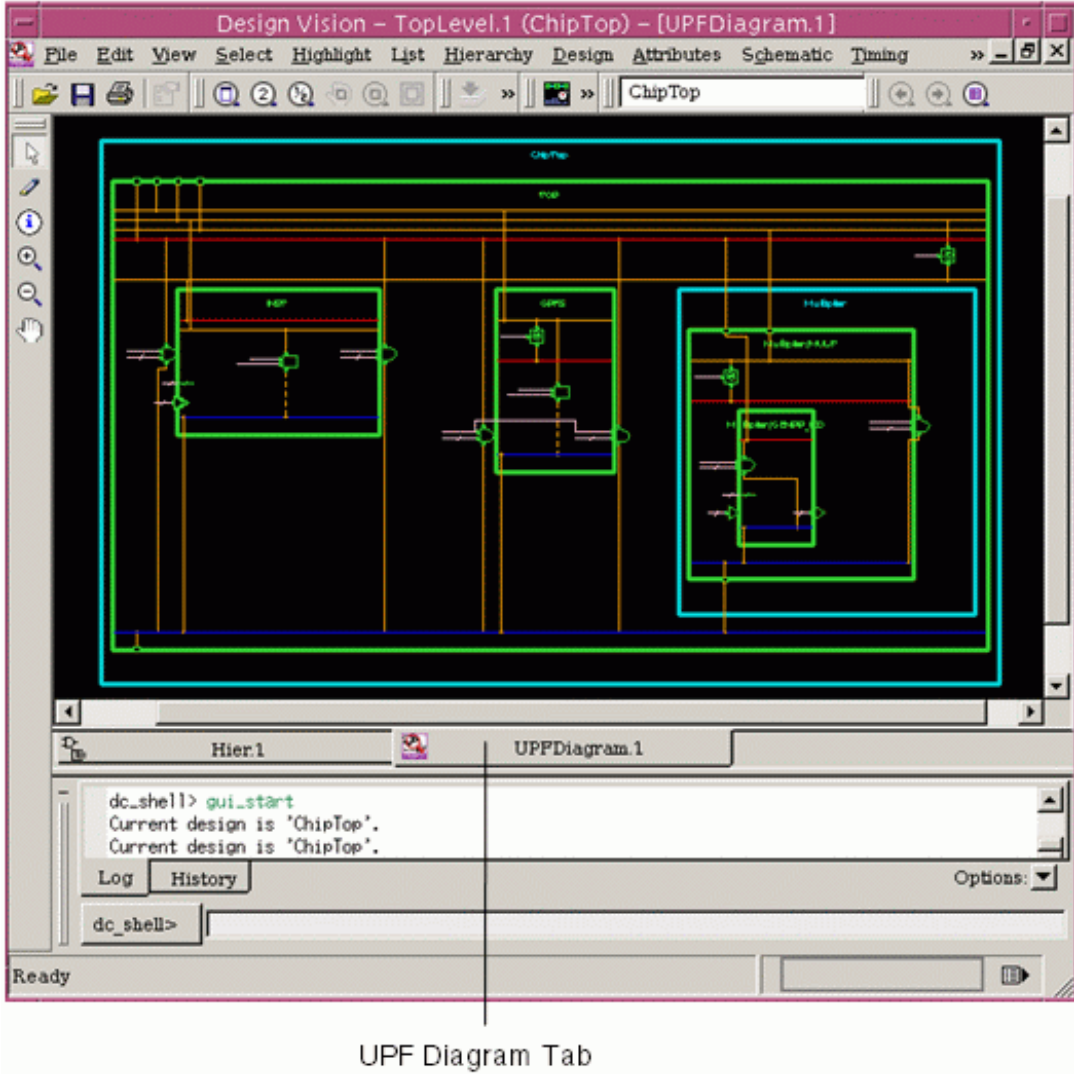 Design Vision – TopLevel.1 (ChipTop) – [UPFDiagram.1]
File Edit View Select Highlight List Hierarchy Design Attributes Schematic Timing »
» » ChipTop
ChipTop
TOP
INST GPRS Multiplier
Hier.1 UPFDiagram.1
dc_shell> gui_start
Current design is 'ChipTop'.
Current design is 'ChipTop'.
Log History Options:
dc_shell>
Ready
UPF Diagram Tab